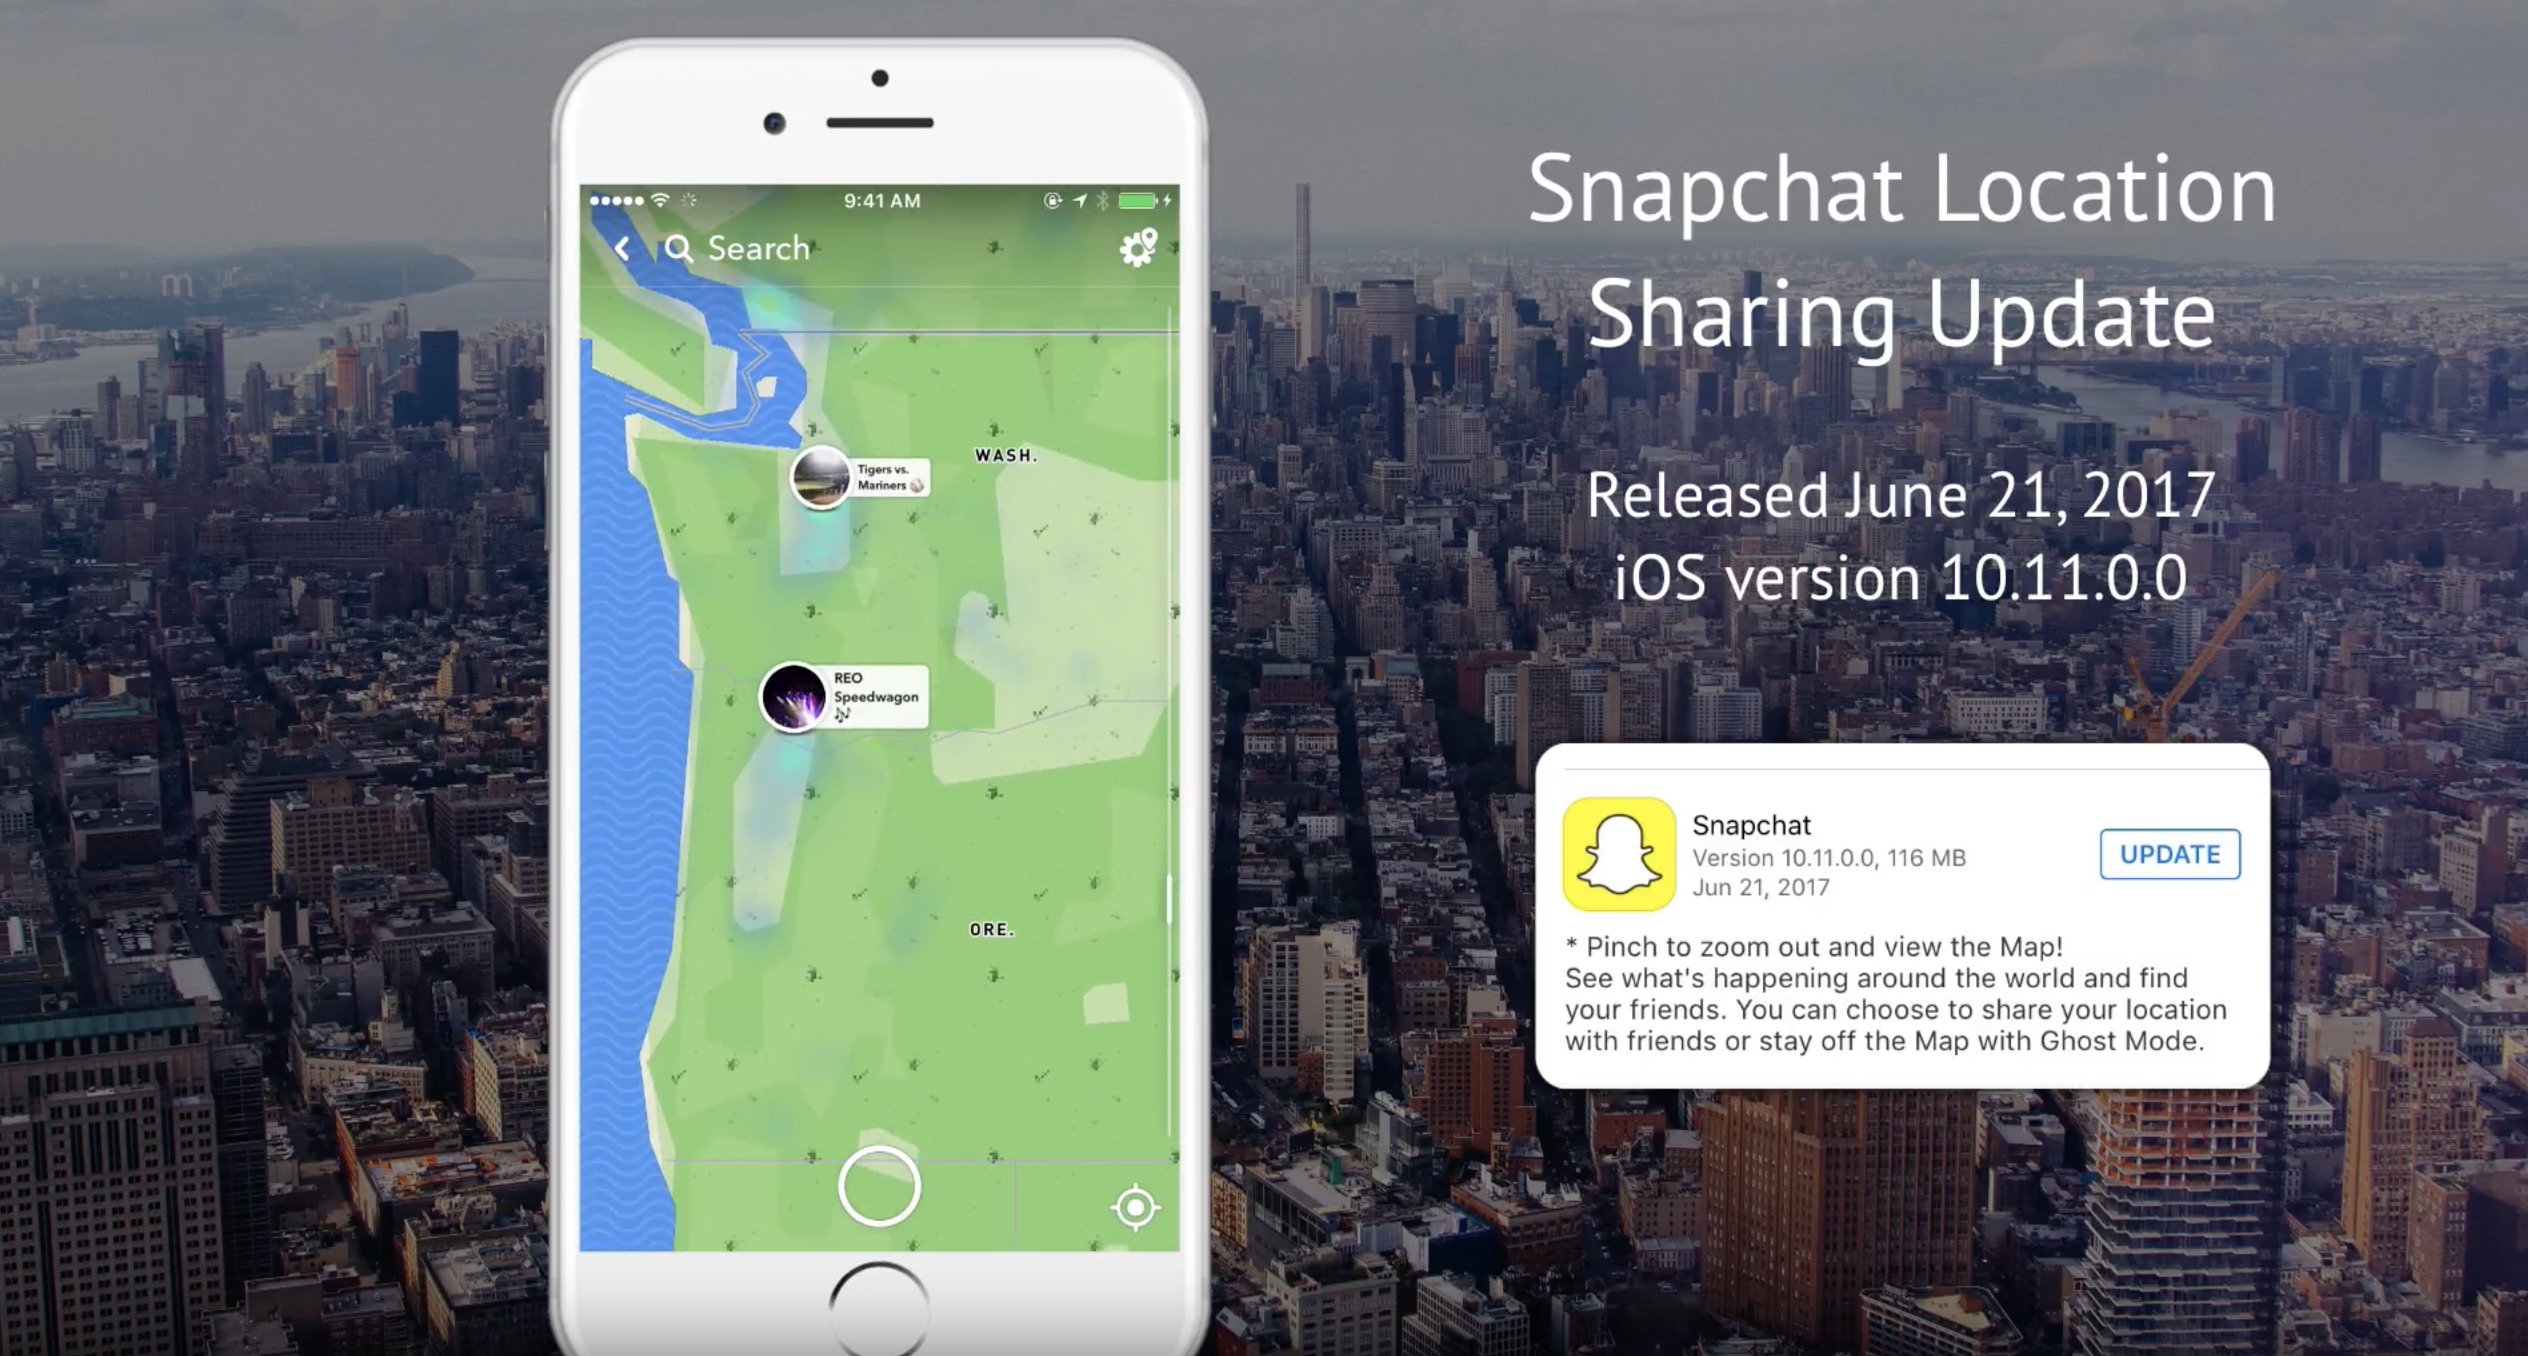 9:41 AM
Search
WASH.
Tigers vs.
Mariners
REO
Speedwagon
ORE.
Snapchat Location
Sharing Update
Released June 21, 2017
iOS version 10.11.0.0
Snapchat
Version 10.11.0.0, 116 MB
Jun 21, 2017
UPDATE
* Pinch to zoom out and view the Map!
See what's happening around the world and find
your friends. You can choose to share your location
with friends or stay off the Map with Ghost Mode.